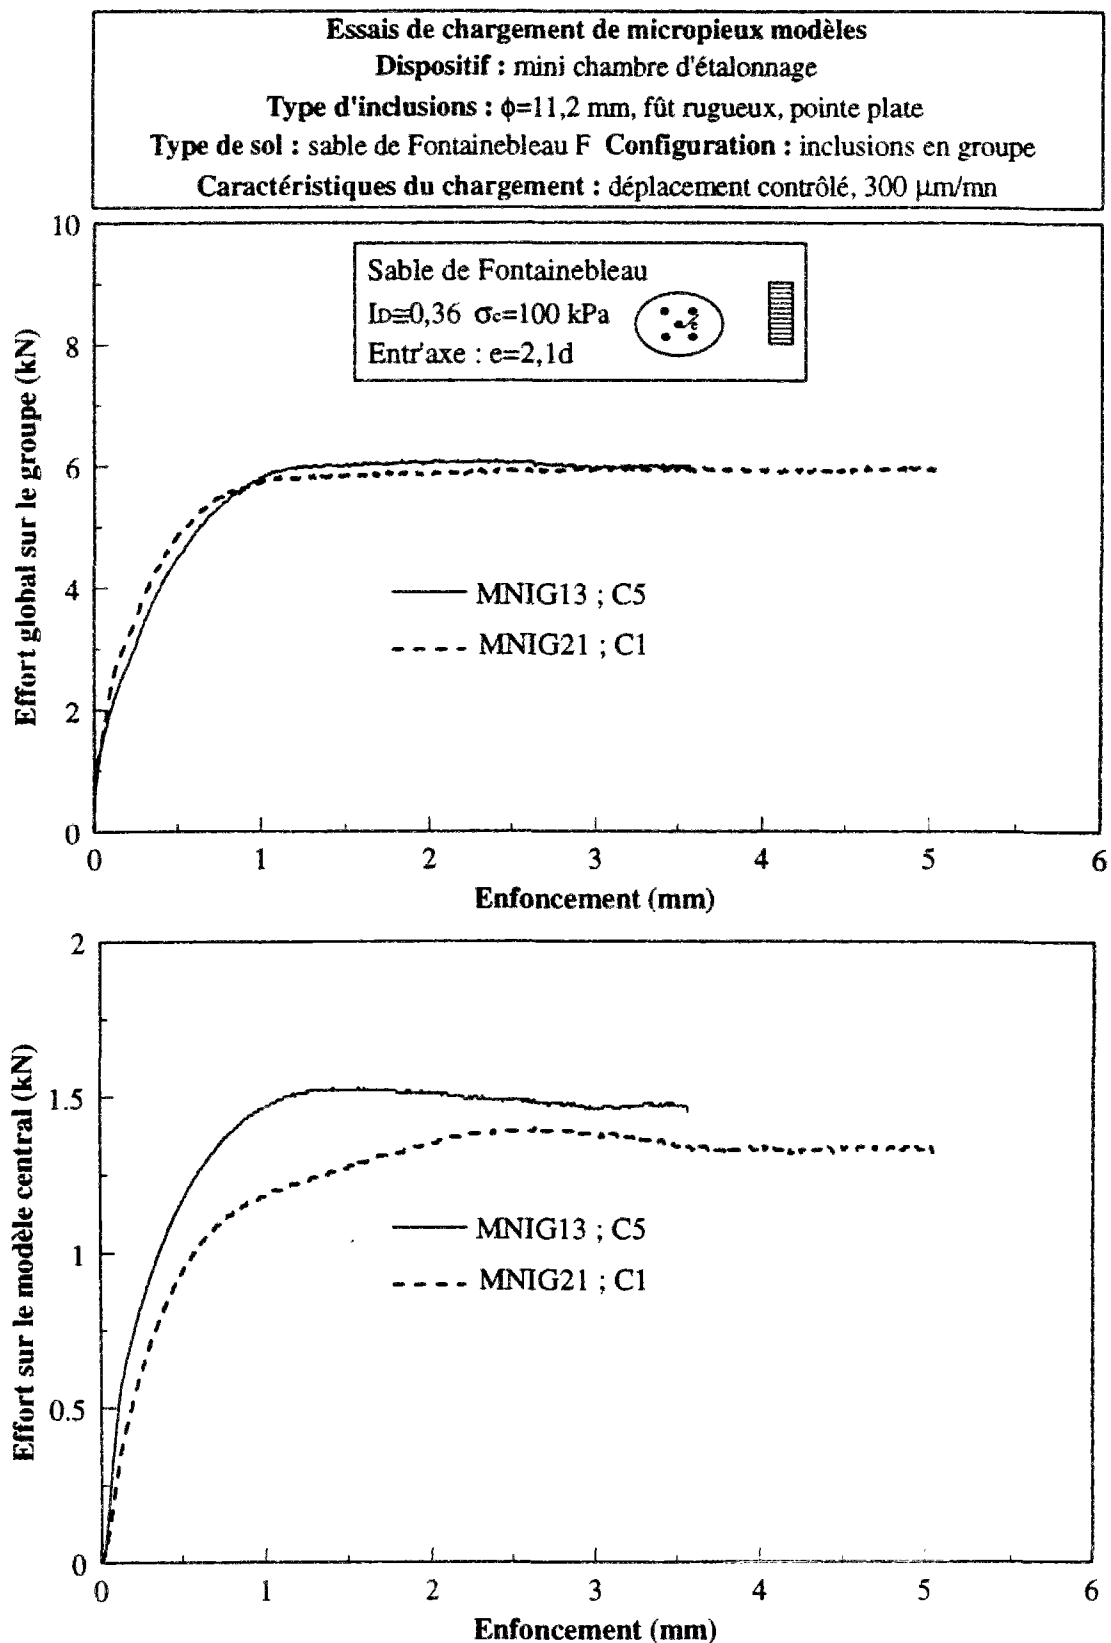 Essais de chargement de micropieux modèles
Dispositif : mini chambre d'étalonnage
Type d'inclusions : ϕ=11,2 mm, fût rugueux, pointe plate
Type de sol : sable de Fontainebleau F Configuration : inclusions en groupe
Caractéristiques du chargement : déplacement contrôlé, 300 µm/mn
Effort global sur le groupe (kN)
10
8
6
4
2
0
Sable de Fontainebleau
ID≅0,36 σc=100 kPa
Entr'axe : e=2,1d
e
MNIG13 ; C5
MNIG21 ; C1
0 1 2 3 4 5 6
Enfoncement (mm)
Effort sur le modèle central (kN)
2
1.5
1
0.5
0
MNIG13 ; C5
MNIG21 ; C1
0 1 2 3 4 5 6
Enfoncement (mm)